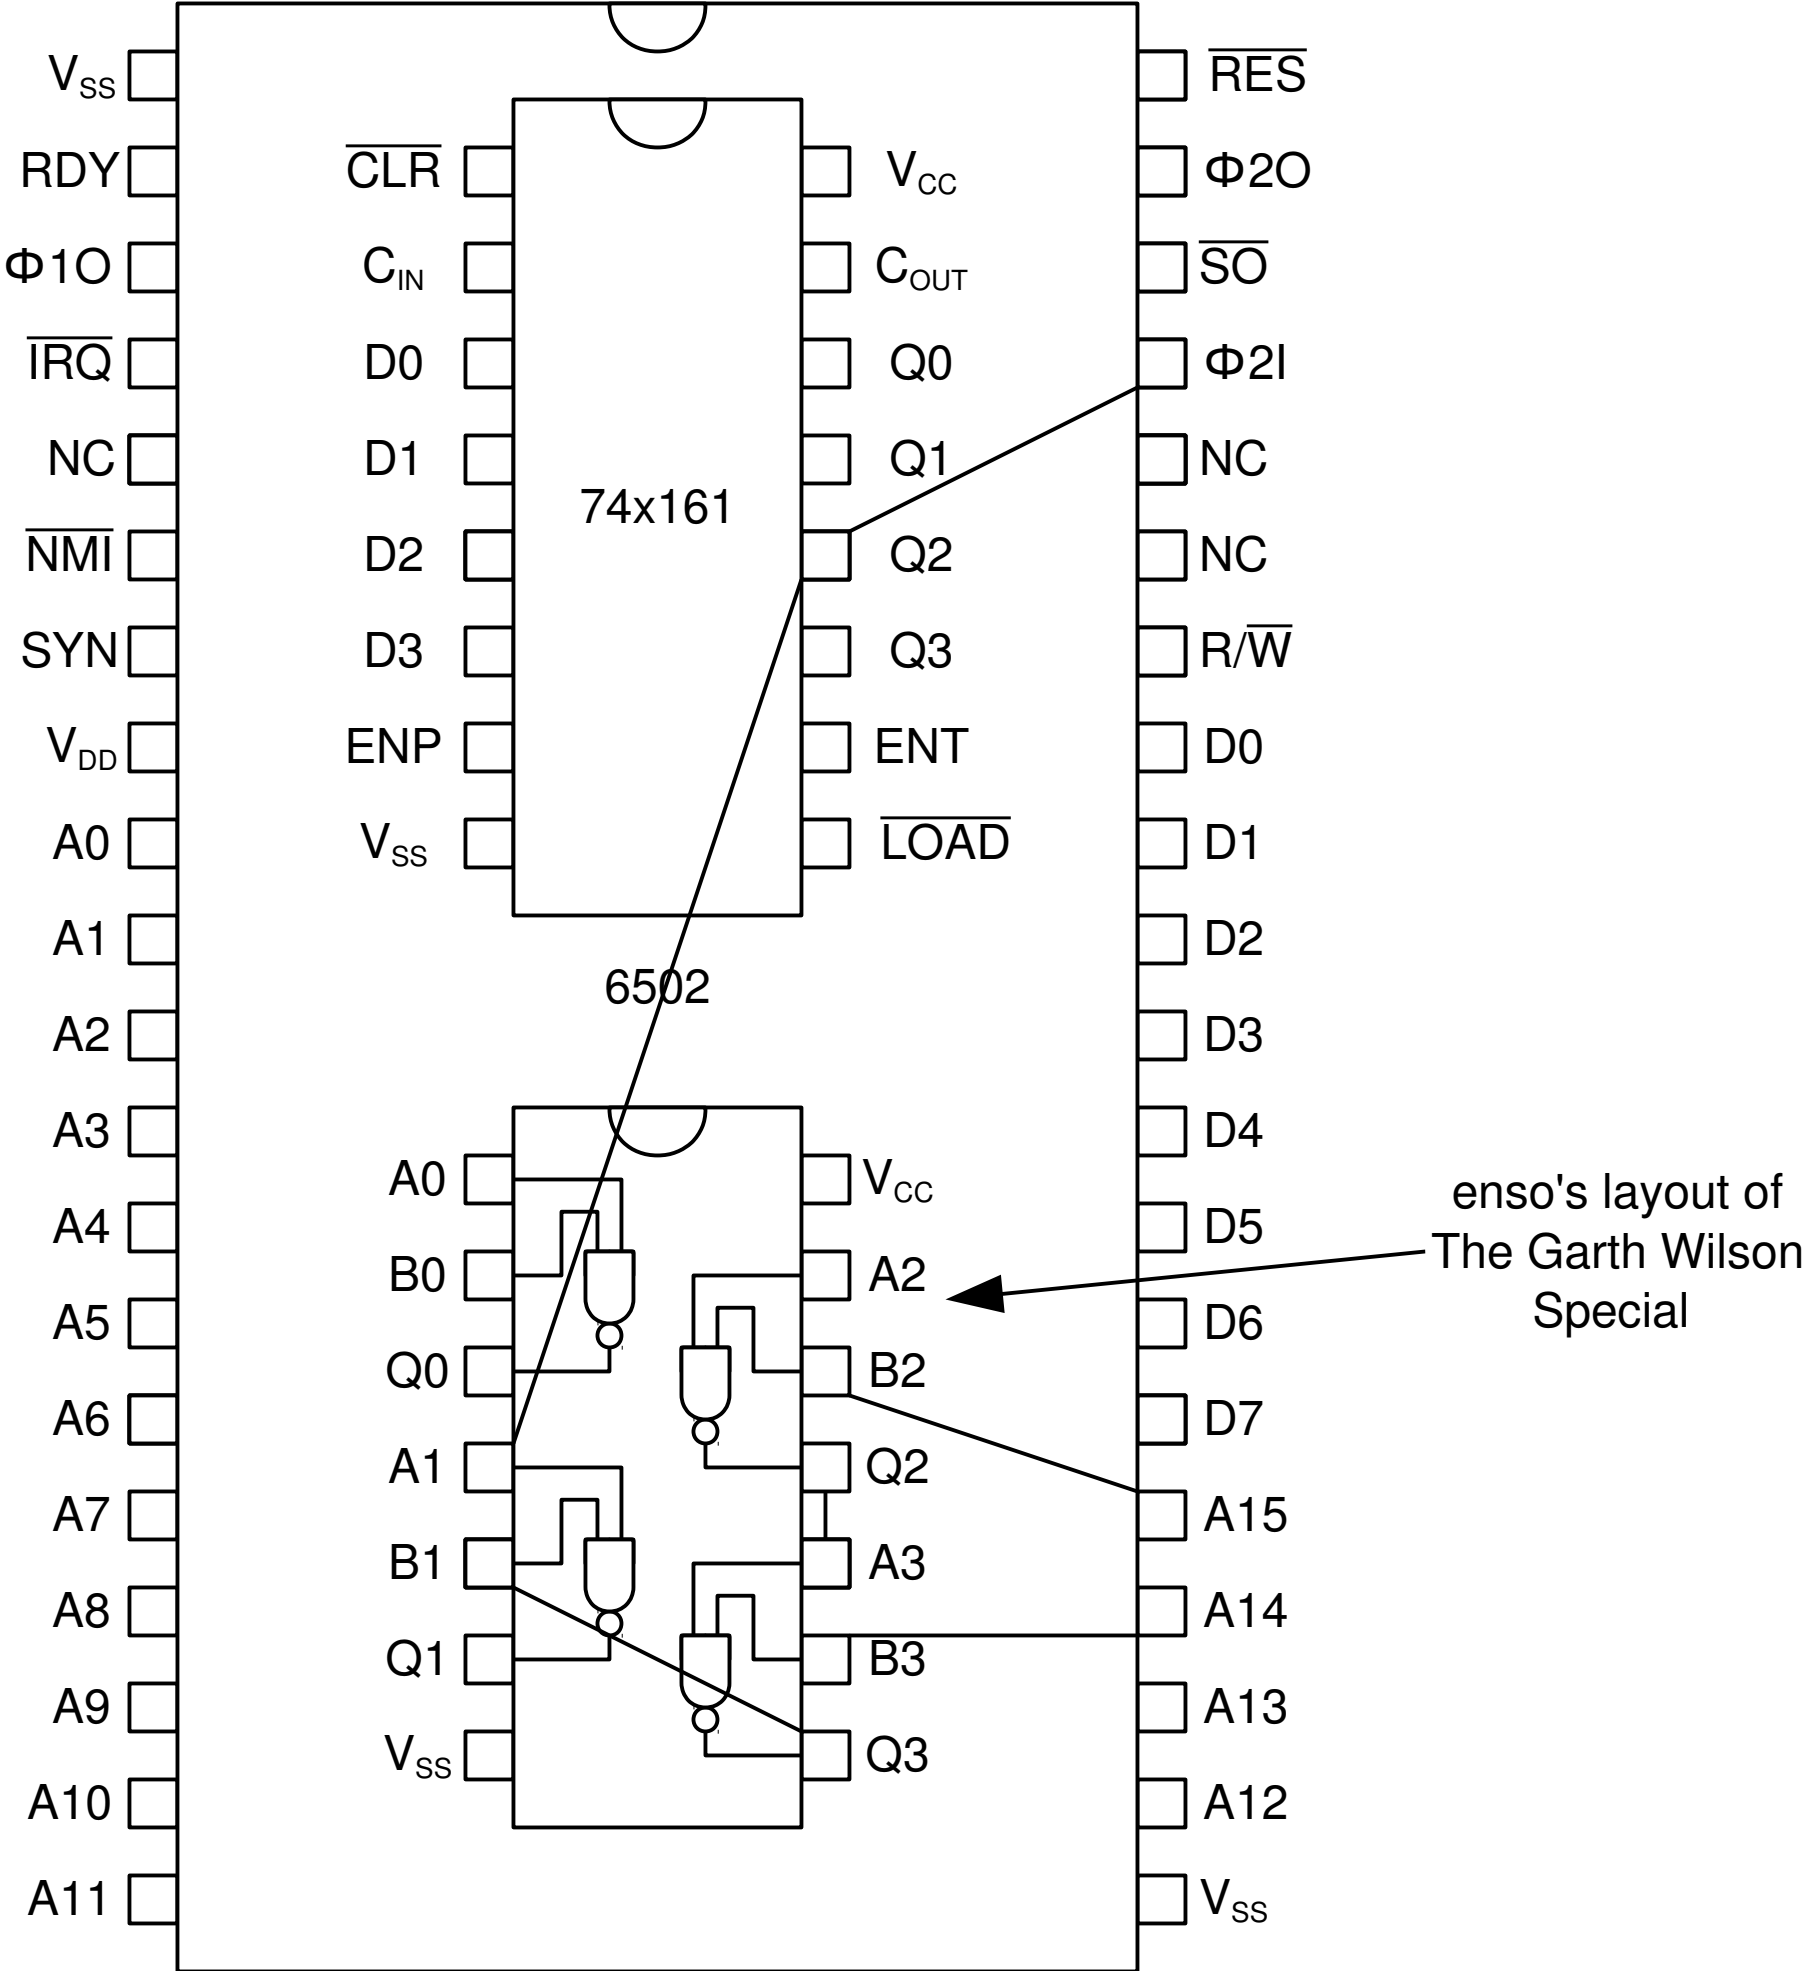 VSS
RDY
Φ1O
IRQ
NC
NMI
SYN
VDD
A0
A1
A2
A3
A4
A5
A6
A7
A8
A9
A10
A11
CLR
CIN
D0
D1
D2
D3
ENP
VSS
74x161
VCC
COUT
Q0
Q1
Q2
Q3
ENT
LOAD
6502
A0
B0
Q0
A1
B1
Q1
VSS
VCC
A2
B2
Q2
A3
B3
Q3
RES
Φ2O
SO
Φ2I
NC
NC
R/W
D0
D1
D2
D3
D4
D5
D6
D7
A15
A14
A13
A12
VSS
enso's layout of
The Garth Wilson
Special